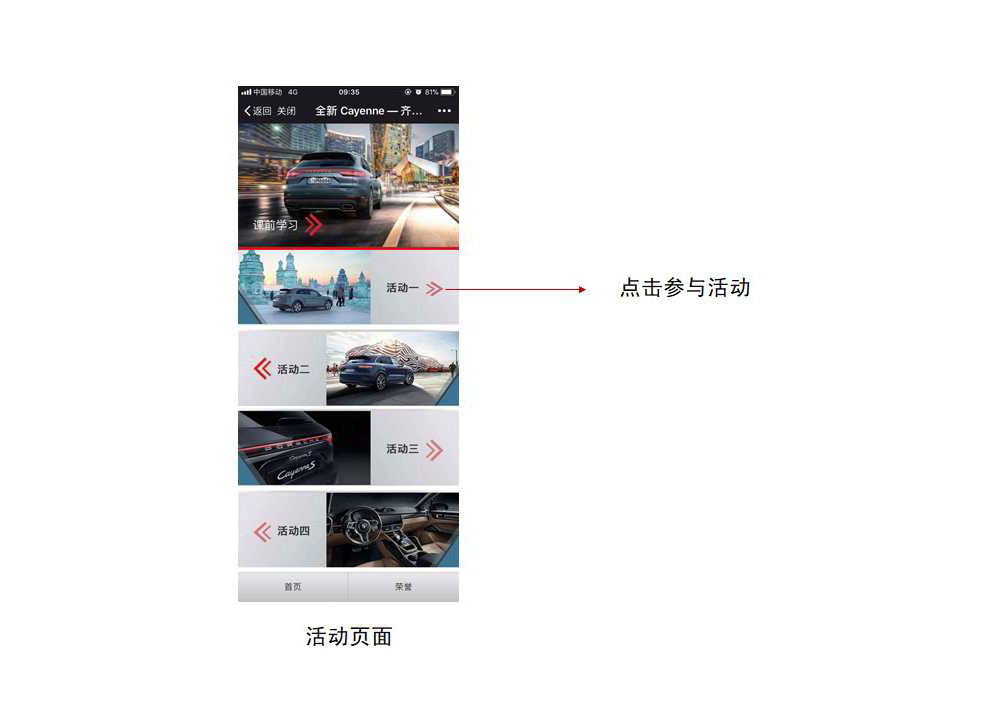 中国移动 4G 09:35 81%
返回 关闭 全新 Cayenne — 齐...
课前学习
活动一
点击参与活动
活动二
PORSCHE
Cayenne S
活动三
活动四
首页 荣誉
活动页面